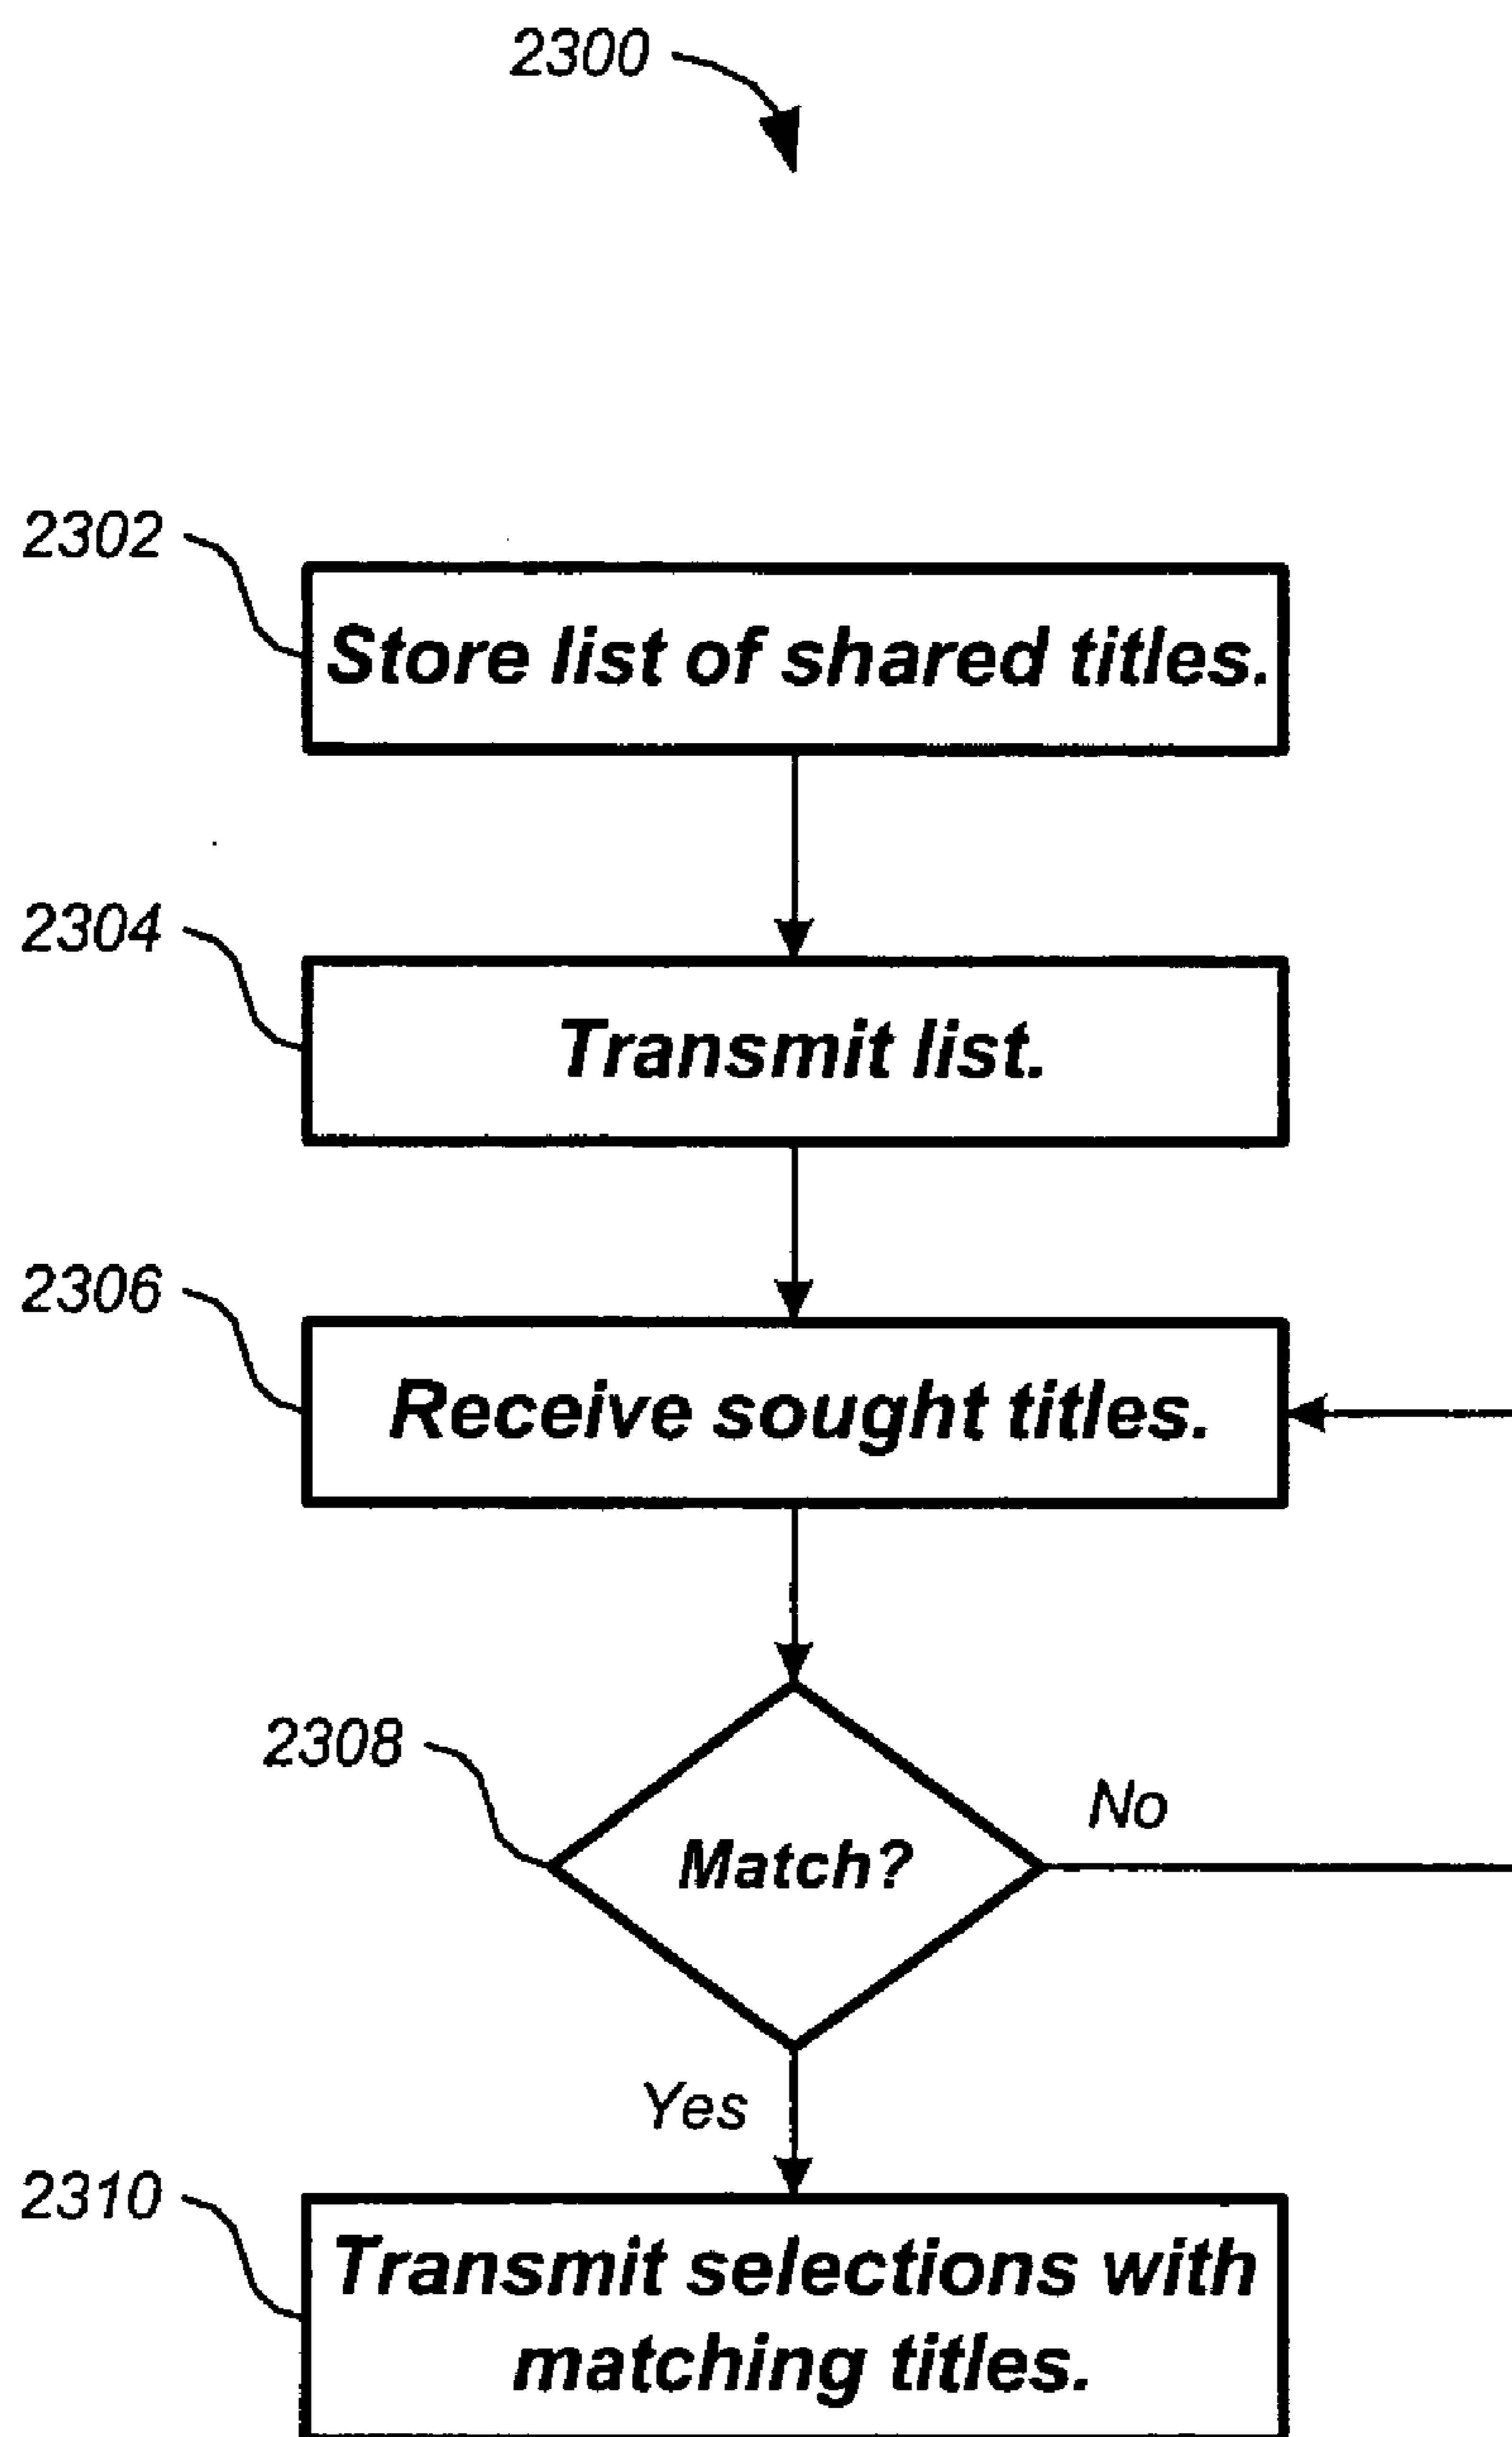 2300
2302
Store list of shared titles.
2304
Transmit list.
2306
Receive sought titles.
2308
Match?
No
Yes
2310
Transmit selections with
matching titles.